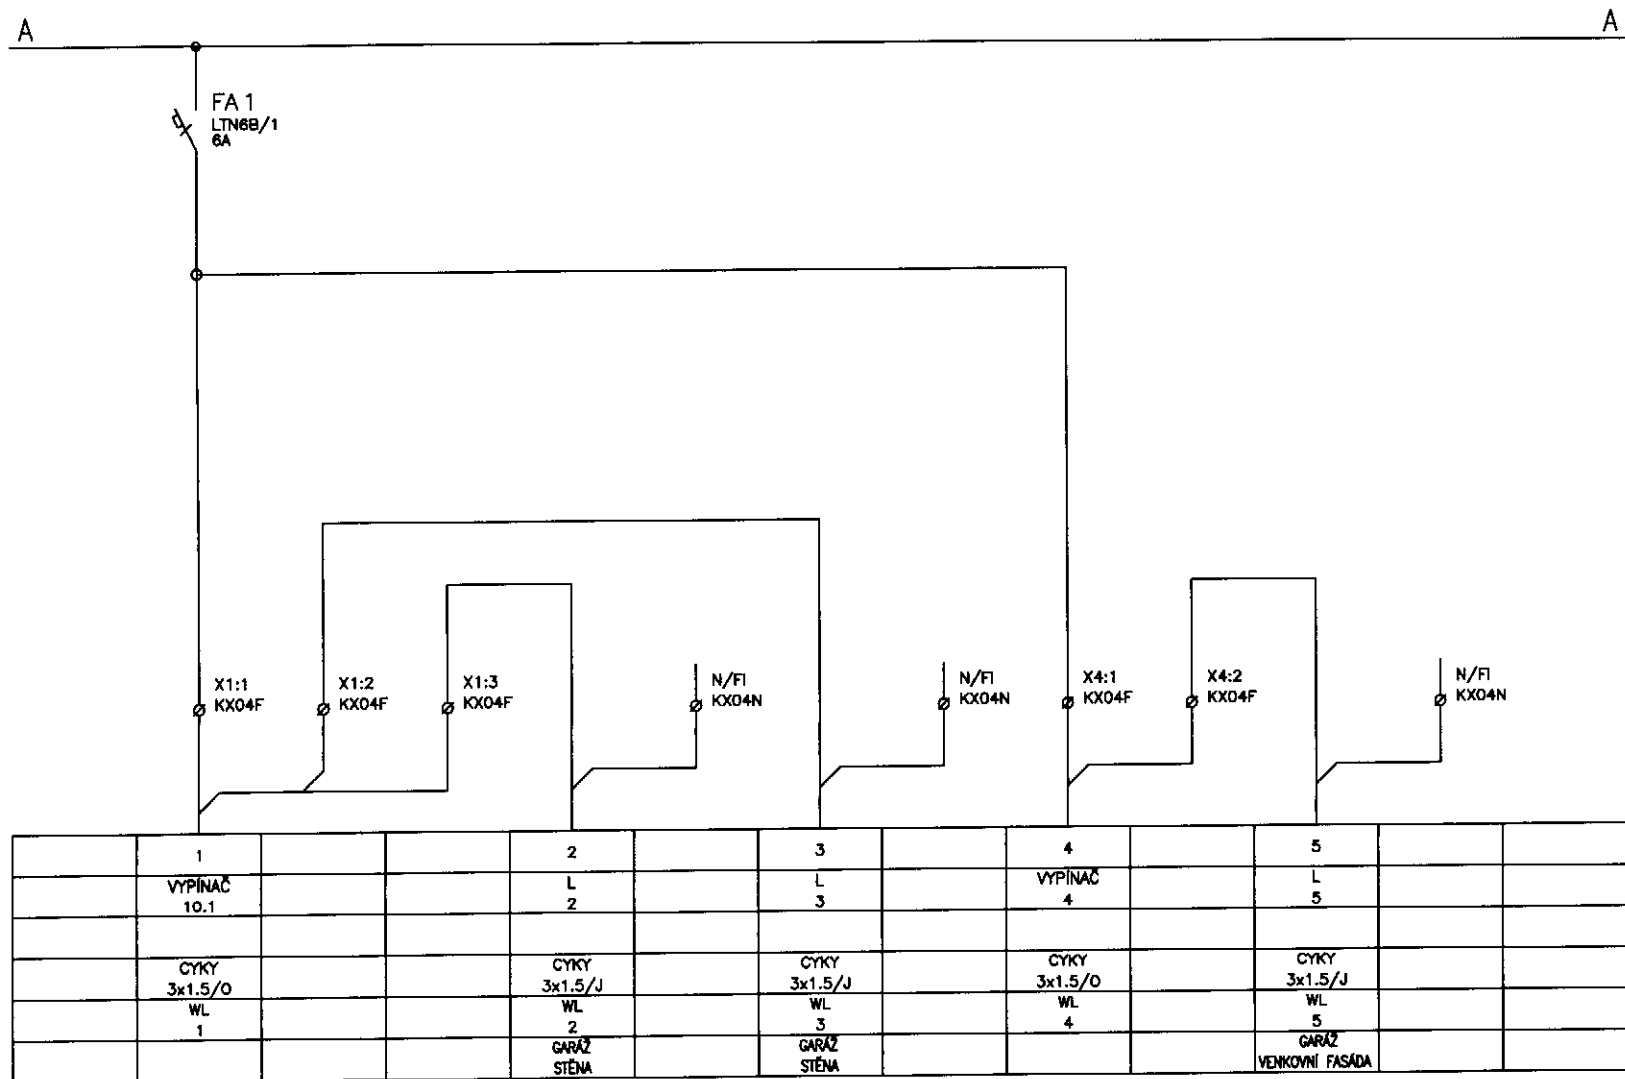 A
A
FA 1
LTN6B/1
6A
X1:1
KX04F
X1:2
KX04F
X1:3
KX04F
N/FI
KX04N
N/FI
KX04N
X4:1
KX04F
X4:2
KX04F
N/FI
KX04N
1 2 3 4 5
VYPÍNAČ L L VYPÍNAČ L
10.1 2 3 4 5
CYKY CYKY CYKY CYKY CYKY
3x1.5/O 3x1.5/J 3x1.5/J 3x1.5/O 3x1.5/J
WL WL WL WL WL
1 2 3 4 5
GARÁŽ GARÁŽ GARÁŽ
STĚNA STĚNA VENKOVNÍ FASÁDA